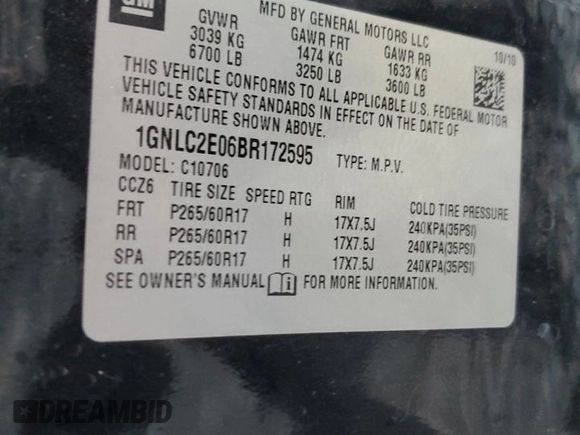 GM
MFD BY GENERAL MOTORS LLC
GVWR GAWR FRT GAWR RR 10/10
3039 KG 1474 KG 1633 KG
6700 LB 3250 LB 3600 LB
THIS VEHICLE CONFORMS TO ALL APPLICABLE U.S. FEDERAL MOTOR
VEHICLE SAFETY STANDARDS IN EFFECT ON THE DATE OF
MANUFACTURE SHOWN ABOVE.
1GNLC2E06BR172595 TYPE: M.P.V.
MODEL: C10706
CCZ6 TIRE SIZE SPEED RTG RIM COLD TIRE PRESSURE
FRT P265/60R17 H 17X7.5J 240KPA(35PSI)
RR P265/60R17 H 17X7.5J 240KPA(35PSI)
SPA P265/60R17 H 17X7.5J 240KPA(35PSI)
SEE OWNER'S MANUAL FOR MORE INFORMATION.
DREAMBID